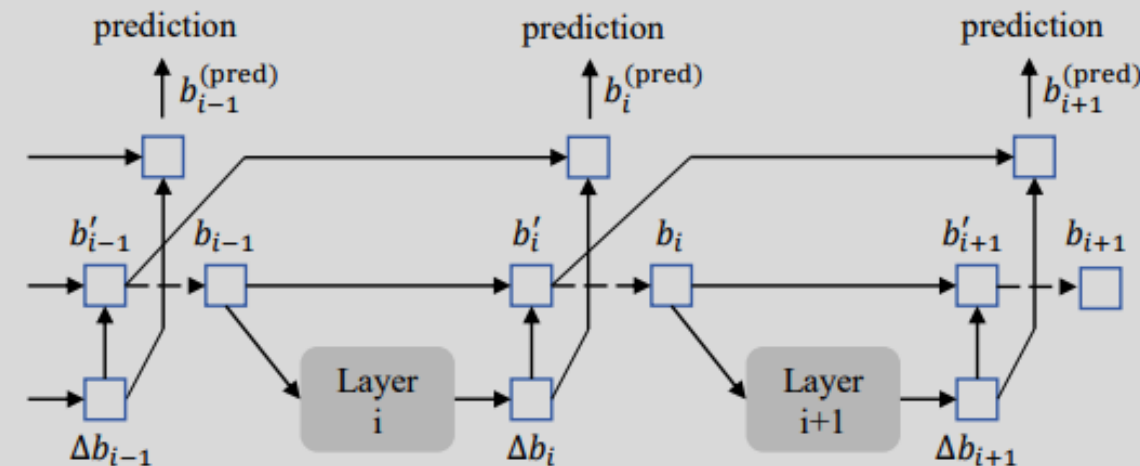 prediction prediction prediction
b_{i-1}^{(pred)} b_i^{(pred)} b_{i+1}^{(pred)}
b'_{i-1} b_{i-1} b'_i b_i b'_{i+1} b_{i+1}
Layer Layer
i i+1
Δb_{i-1} Δb_i Δb_{i+1}